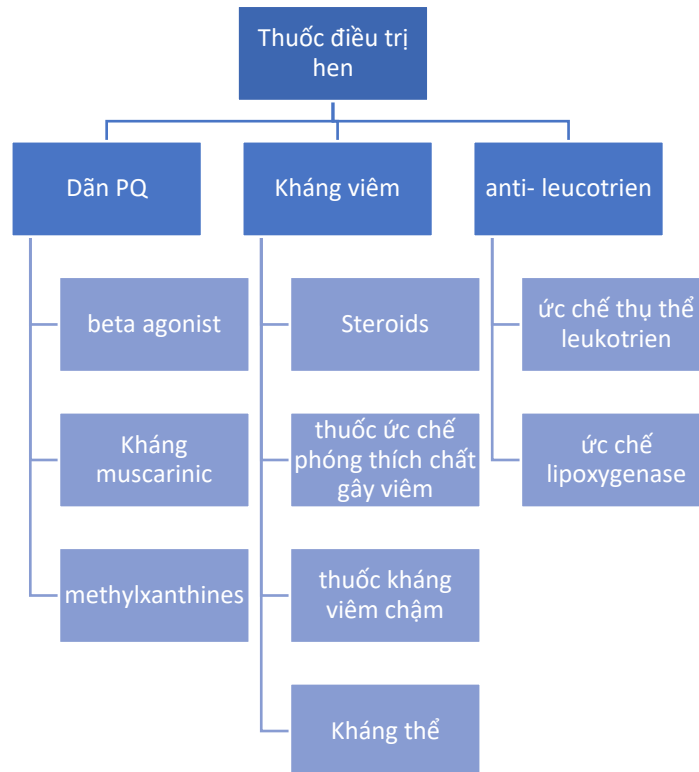 Thuốc điều trị
hen
Dãn PQ
Kháng viêm
anti- leucotrien
beta agonist
Kháng
muscarinic
methylxanthines
Steroids
thuốc ức chế
phóng thích chất
gây viêm
thuốc kháng
viêm chậm
Kháng thể
ức chế thụ thể
leukotrien
ức chế
lipoxygenase